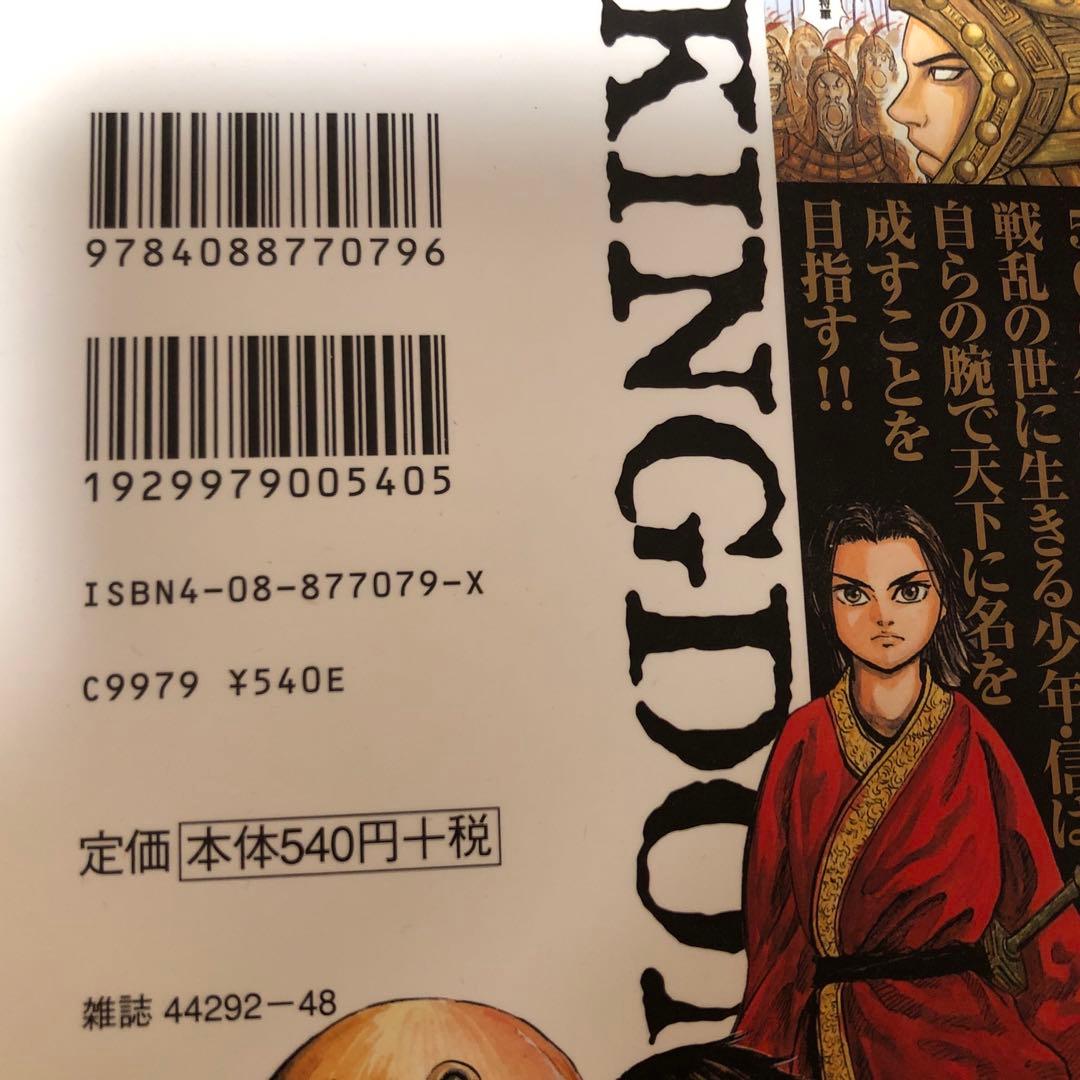 9784088770796
1929979005405
ISBN4-08-877079-X
C9979 ¥540E
定価 本体540円+税
雑誌 44292-48
KINGDO
将軍
戦乱の世に生きる少年・信は
自らの腕で天下に名を
成すことを
目指す!!